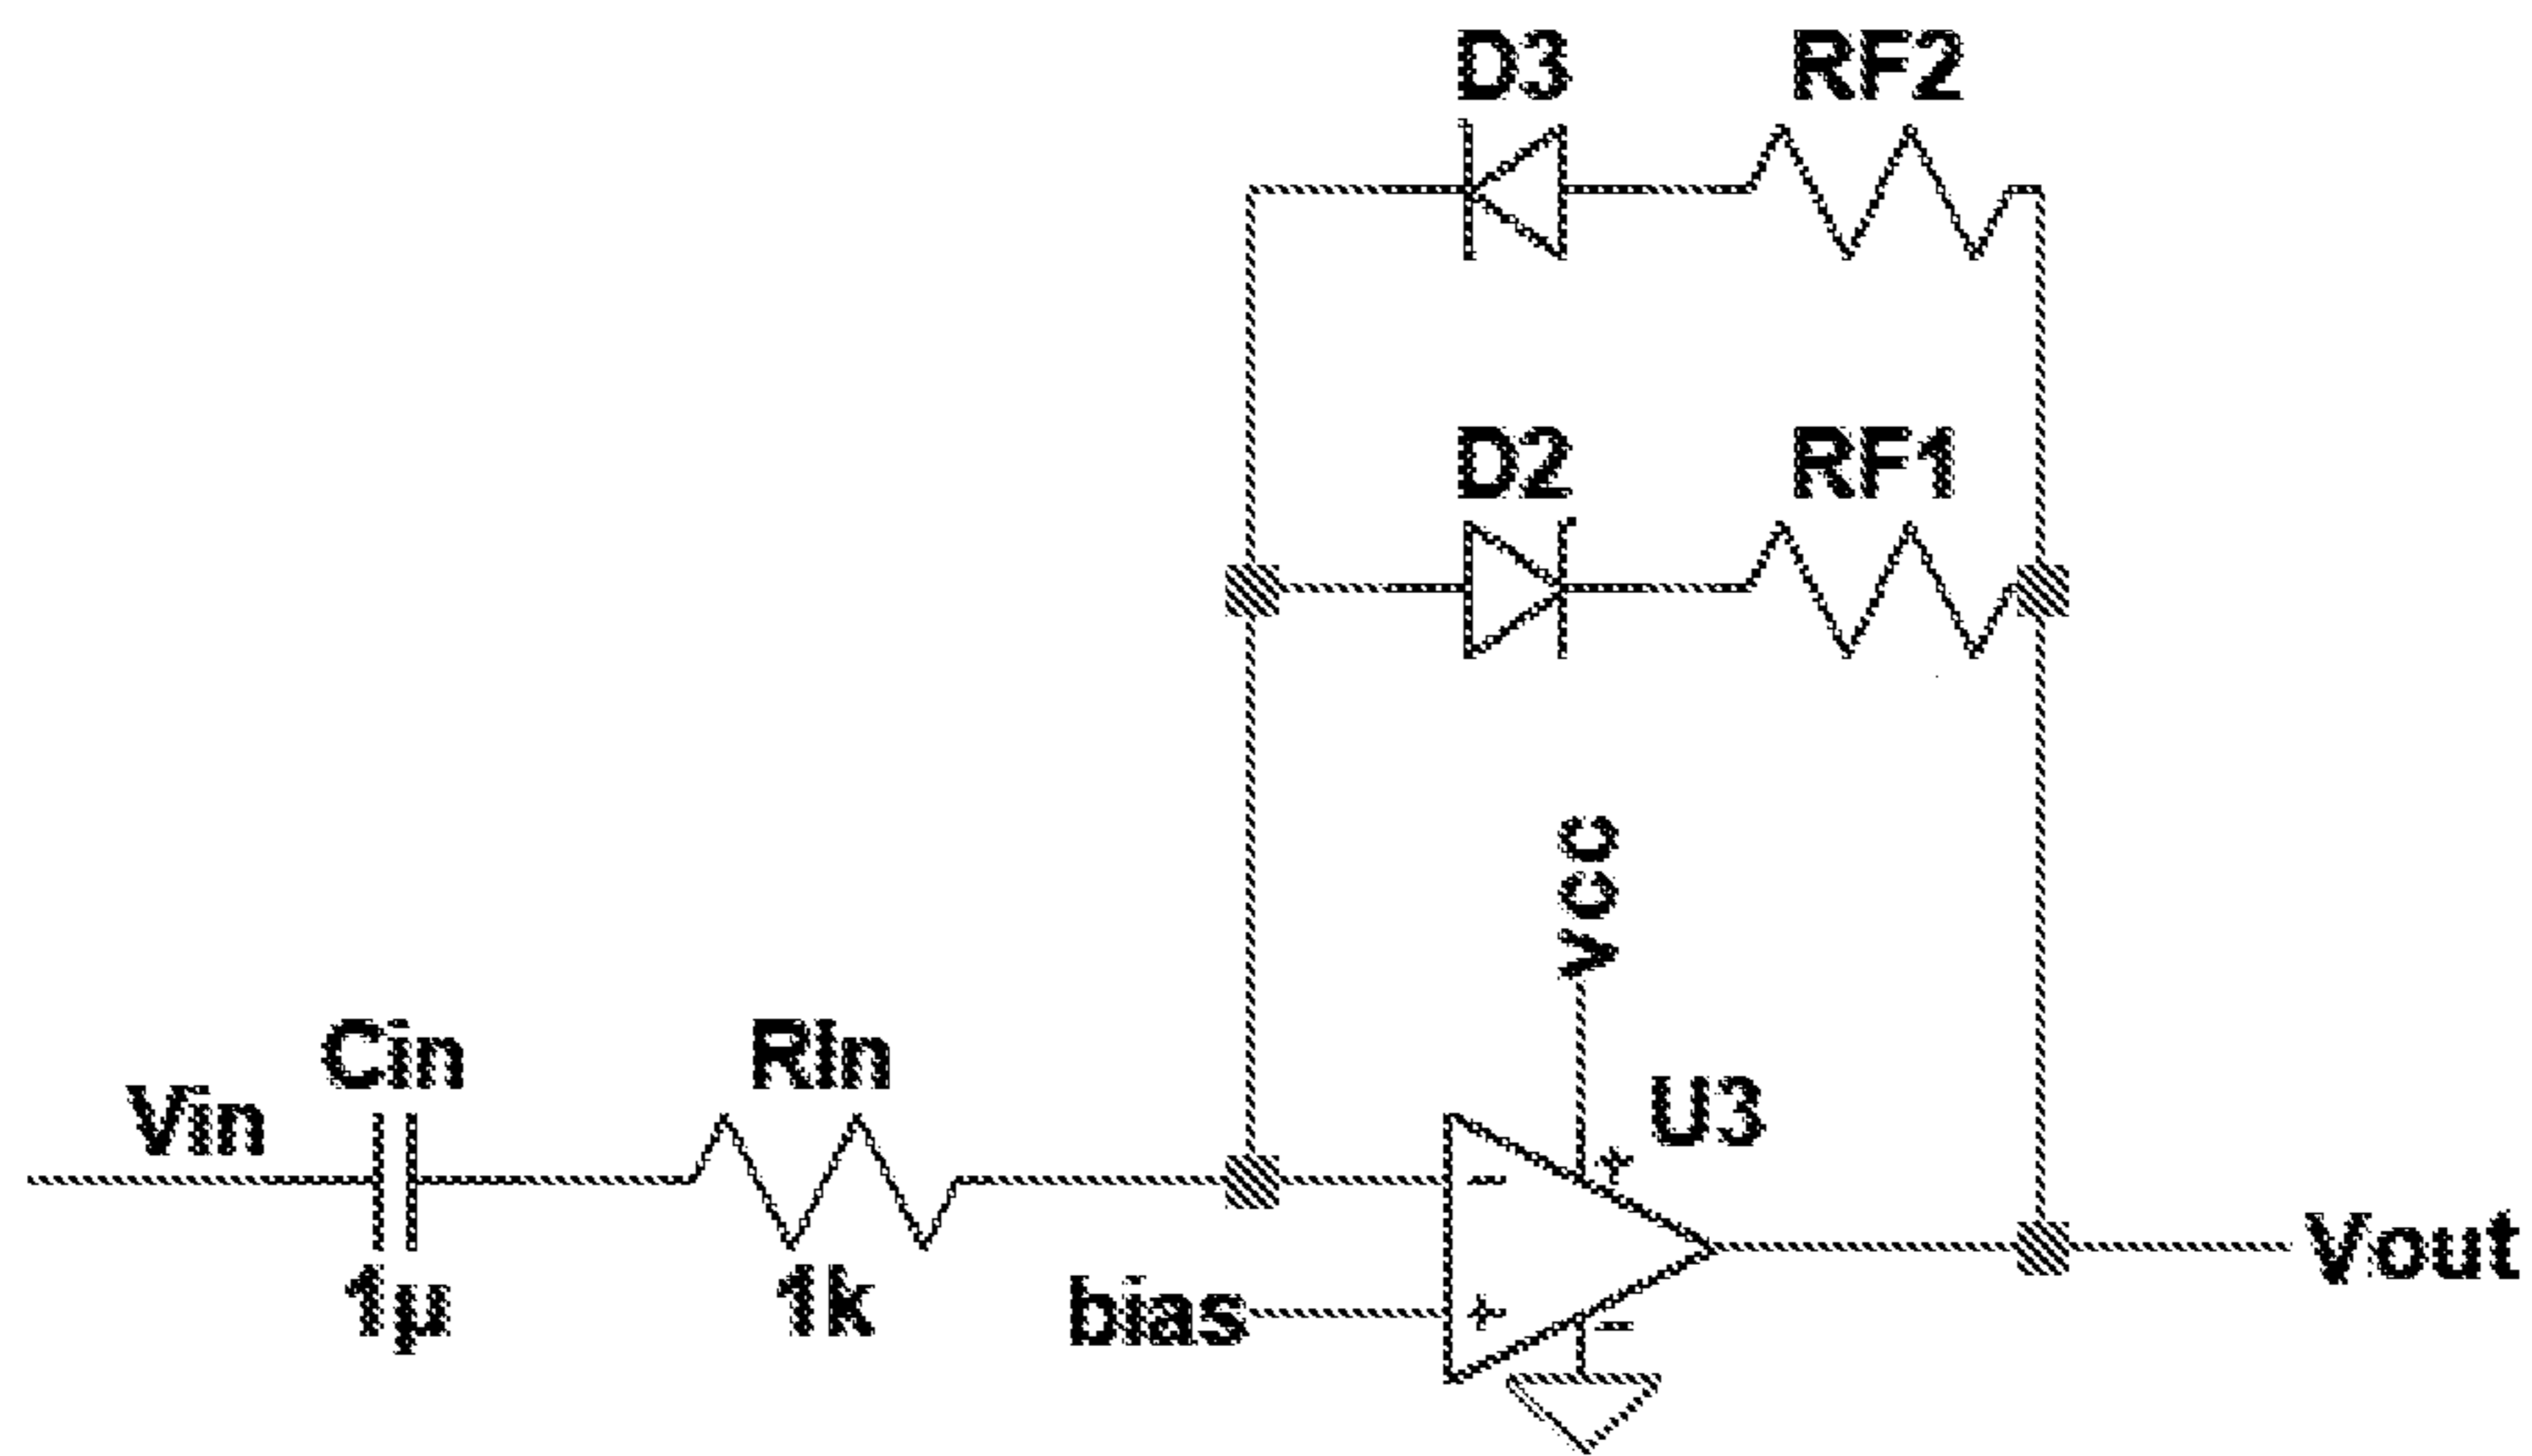 D3 RF2
D2 RF1
Vcc
U3
Cin RIn
Vin
1µ 1k
bias
Vout